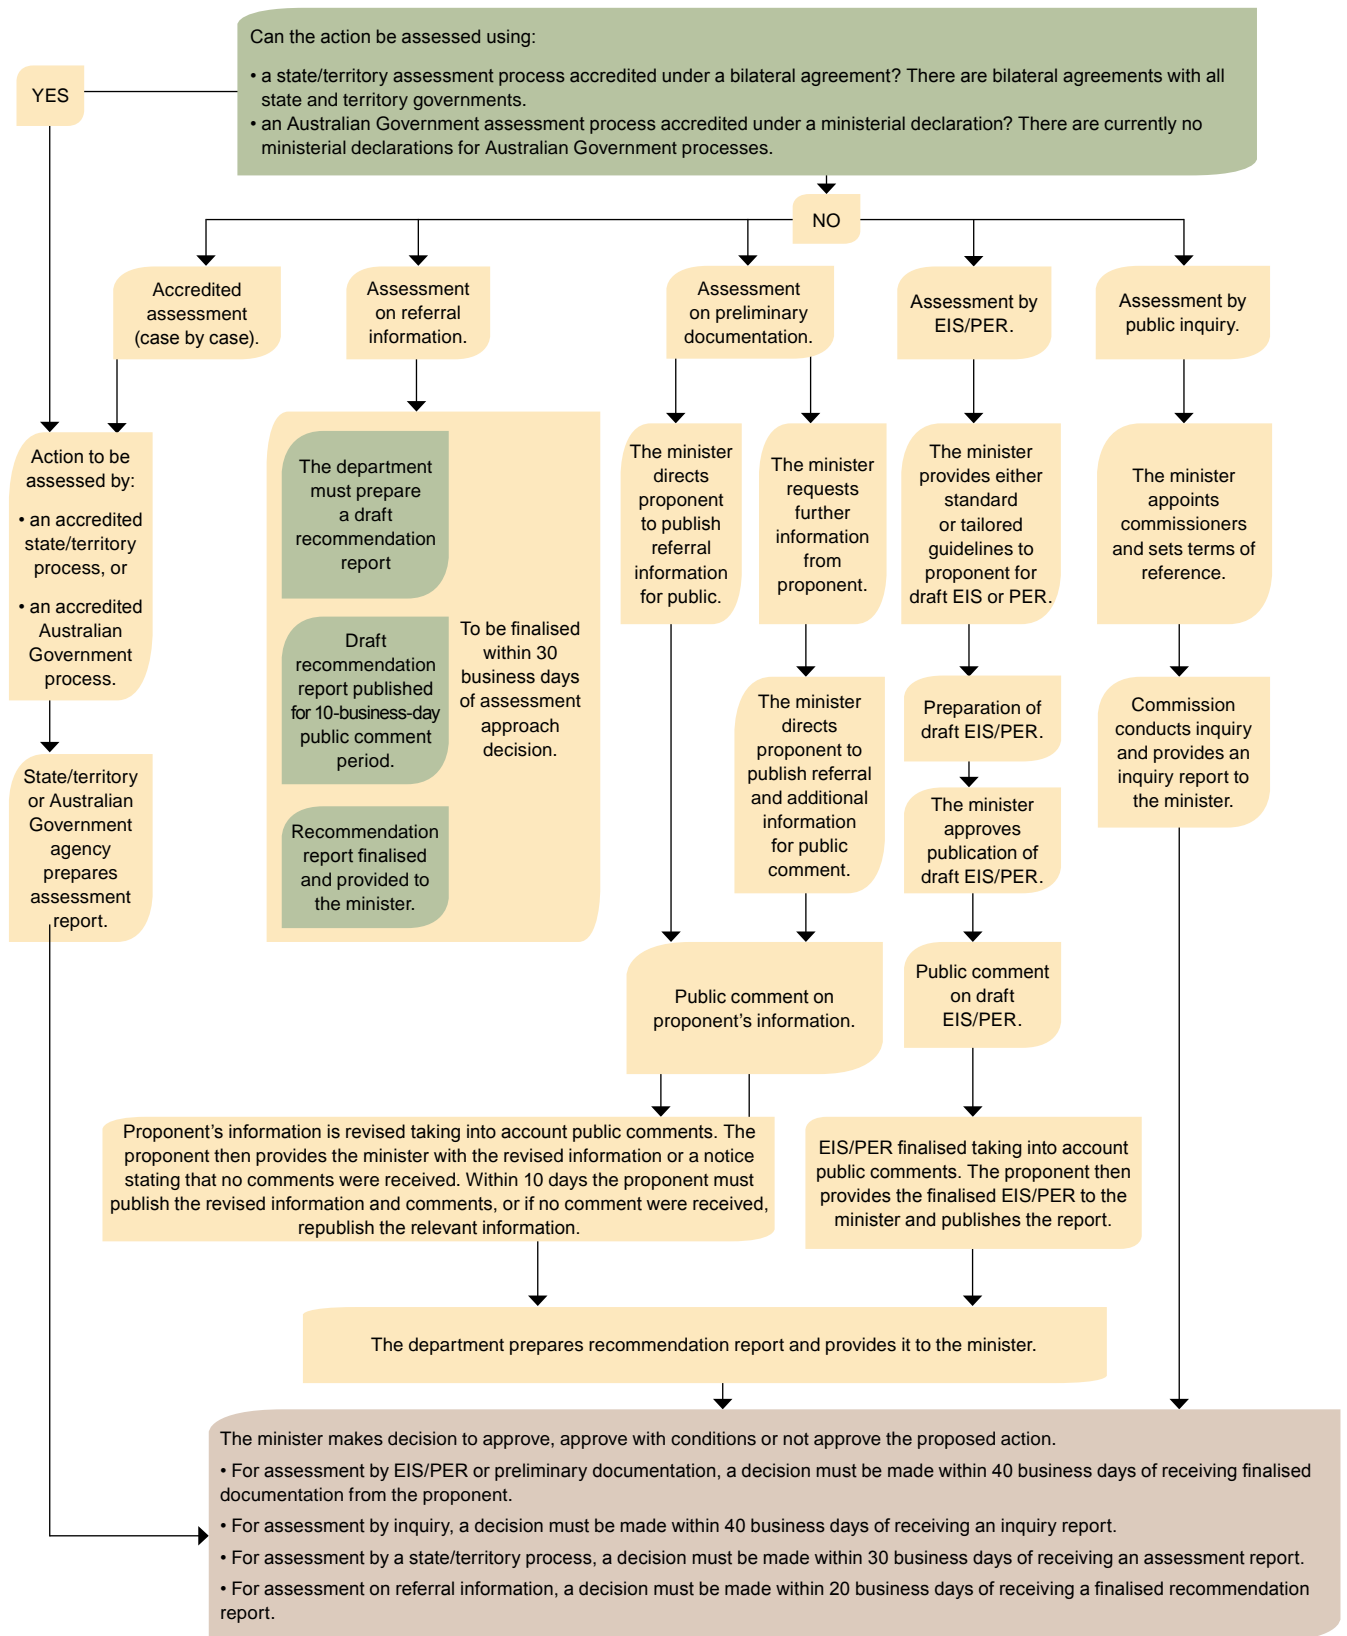 Can the action be assessed using:
• a state/territory assessment process accredited under a bilateral agreement? There are bilateral agreements with all
state and territory governments.
• an Australian Government assessment process accredited under a ministerial declaration? There are currently no
ministerial declarations for Australian Government processes.
YES
NO
Accredited
assessment
(case by case).
Assessment
on referral
information.
Assessment
on preliminary
documentation.
Assessment by
EIS/PER.
Assessment by
public inquiry.
Action to be
assessed by:
• an accredited
state/territory
process, or
• an accredited
Australian
Government
process.
State/territory
or Australian
Government
agency
prepares
assessment
report.
The department
must prepare
a draft
recommendation
report
Draft
recommendation
report published
for 10-business-day
public comment
period.
Recommendation
report finalised
and provided to
the minister.
To be finalised
within 30
business days
of assessment
approach
decision.
The minister
directs
proponent
to publish
referral
information
for public.
The minister
requests
further
information
from
proponent.
The minister
directs
proponent to
publish referral
and additional
information
for public
comment.
Public comment on
proponent’s information.
The minister
provides either
standard
or tailored
guidelines to
proponent for
draft EIS or PER.
Preparation of
draft EIS/PER.
The minister
approves
publication of
draft EIS/PER.
Public comment
on draft
EIS/PER.
The minister
appoints
commissioners
and sets terms of
reference.
Commission
conducts inquiry
and provides an
inquiry report to
the minister.
Proponent’s information is revised taking into account public comments. The
proponent then provides the minister with the revised information or a notice
stating that no comments were received. Within 10 days the proponent must
publish the revised information and comments, or if no comment were received,
republish the relevant information.
EIS/PER finalised taking into account
public comments. The proponent then
provides the finalised EIS/PER to the
minister and publishes the report.
The department prepares recommendation report and provides it to the minister.
The minister makes decision to approve, approve with conditions or not approve the proposed action.
• For assessment by EIS/PER or preliminary documentation, a decision must be made within 40 business days of receiving finalised
documentation from the proponent.
• For assessment by inquiry, a decision must be made within 40 business days of receiving an inquiry report.
• For assessment by a state/territory process, a decision must be made within 30 business days of receiving an assessment report.
• For assessment on referral information, a decision must be made within 20 business days of receiving a finalised recommendation
report.